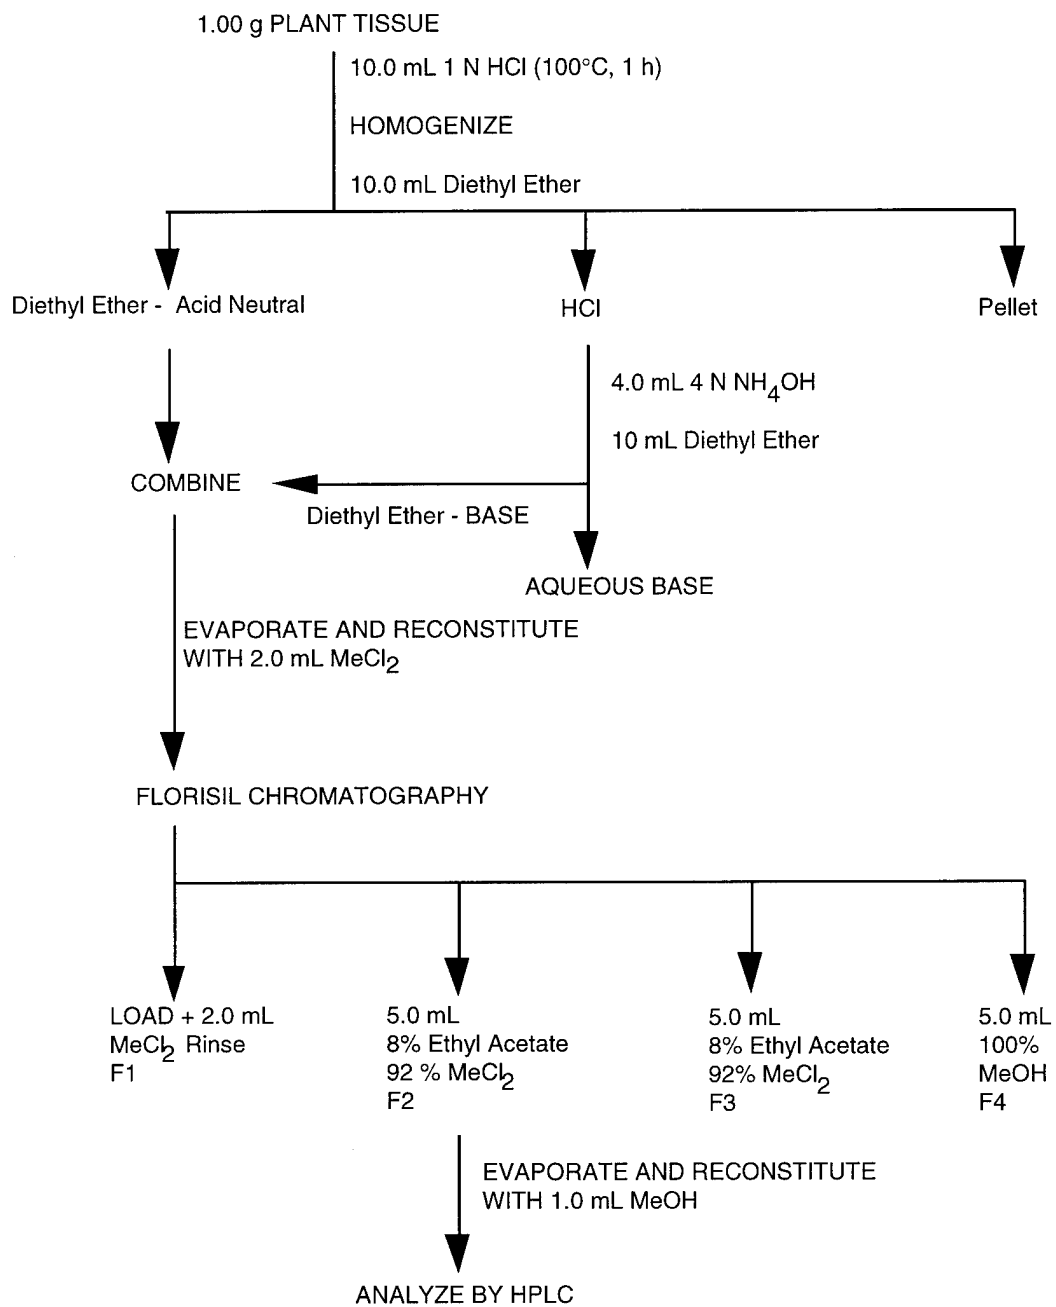 1.00 g PLANT TISSUE
10.0 mL 1 N HCl (100°C, 1 h)
HOMOGENIZE
10.0 mL Diethyl Ether
Diethyl Ether - Acid Neutral
HCl
Pellet
4.0 mL 4 N NH4OH
10 mL Diethyl Ether
COMBINE
Diethyl Ether - BASE
AQUEOUS BASE
EVAPORATE AND RECONSTITUTE
WITH 2.0 mL MeCl2
FLORISIL CHROMATOGRAPHY
LOAD + 2.0 mL
MeCl2 Rinse
F1
5.0 mL
8% Ethyl Acetate
92 % MeCl2
F2
5.0 mL
8% Ethyl Acetate
92% MeCl2
F3
5.0 mL
100%
MeOH
F4
EVAPORATE AND RECONSTITUTE
WITH 1.0 mL MeOH
ANALYZE BY HPLC